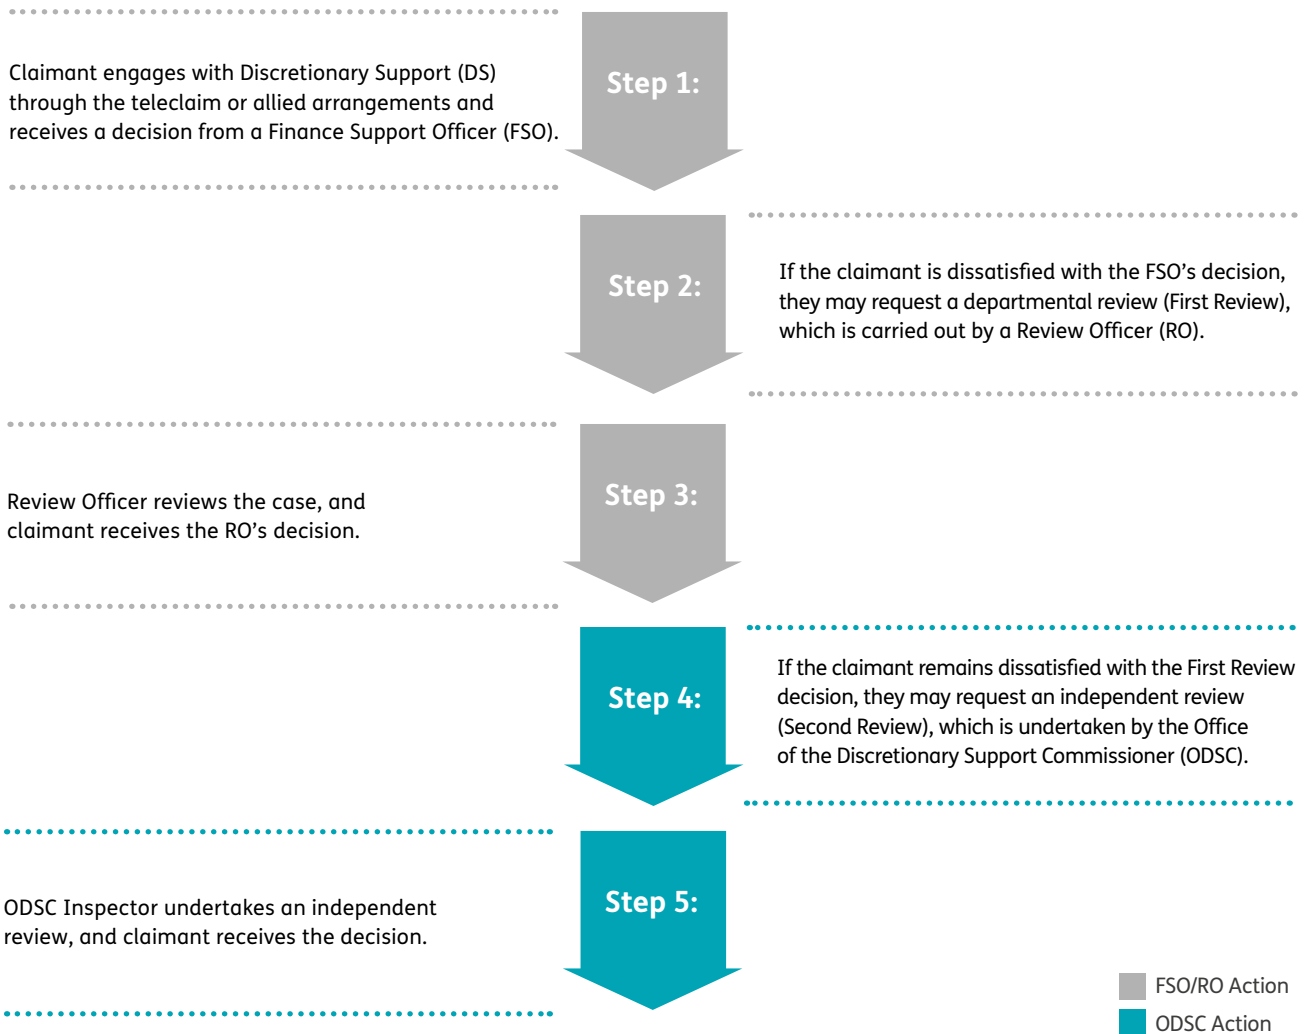 Claimant engages with Discretionary Support (DS)
through the teleclaim or allied arrangements and
receives a decision from a Finance Support Officer (FSO).
Step 1:
Step 2:
If the claimant is dissatisfied with the FSO’s decision,
they may request a departmental review (First Review),
which is carried out by a Review Officer (RO).
Review Officer reviews the case, and
claimant receives the RO’s decision.
Step 3:
Step 4:
If the claimant remains dissatisfied with the First Review
decision, they may request an independent review
(Second Review), which is undertaken by the Office
of the Discretionary Support Commissioner (ODSC).
ODSC Inspector undertakes an independent
review, and claimant receives the decision.
Step 5:
FSO/RO Action
ODSC Action